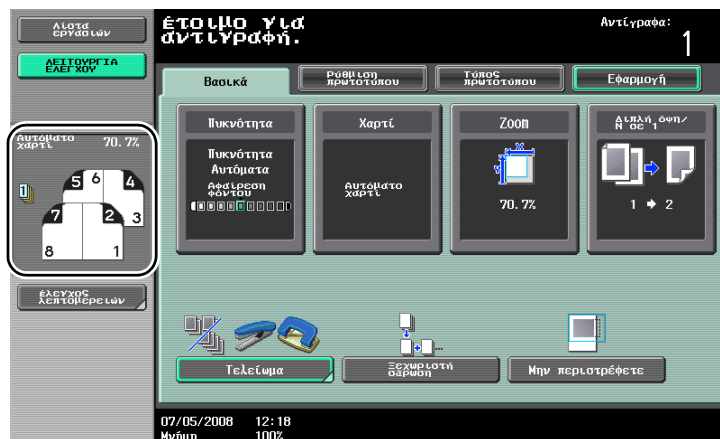 Λίστα
εργασιών
ΛΕΙΤΟΥΡΓΙΑ
ΕΛΕΓΧΟΥ
έτοιμο για
αντιγραφή.
Αντίγραφα:
1
Βασικά
Ρύθμιση
πρωτοτύπου
Τύπος
πρωτοτύπου
Εφαρμογή
Αυτόματο
χαρτί
70.7%
5 6 4
7 2 3
8 1
έλεγχος
λεπτομερειών
Πυκνότητα
Πυκνότητα
Αυτόματα
Αφαίρεση
φόντου
Χαρτί
Αυτόματο
χαρτί
Zoom
70.7%
Διπλή όψη/
Ν σε 1
1 → 2
Τελείωμα
Ξεχωριστή
σάρωση
Μην περιστρέφετε
07/05/2008 12:18
Μνήμη 100%